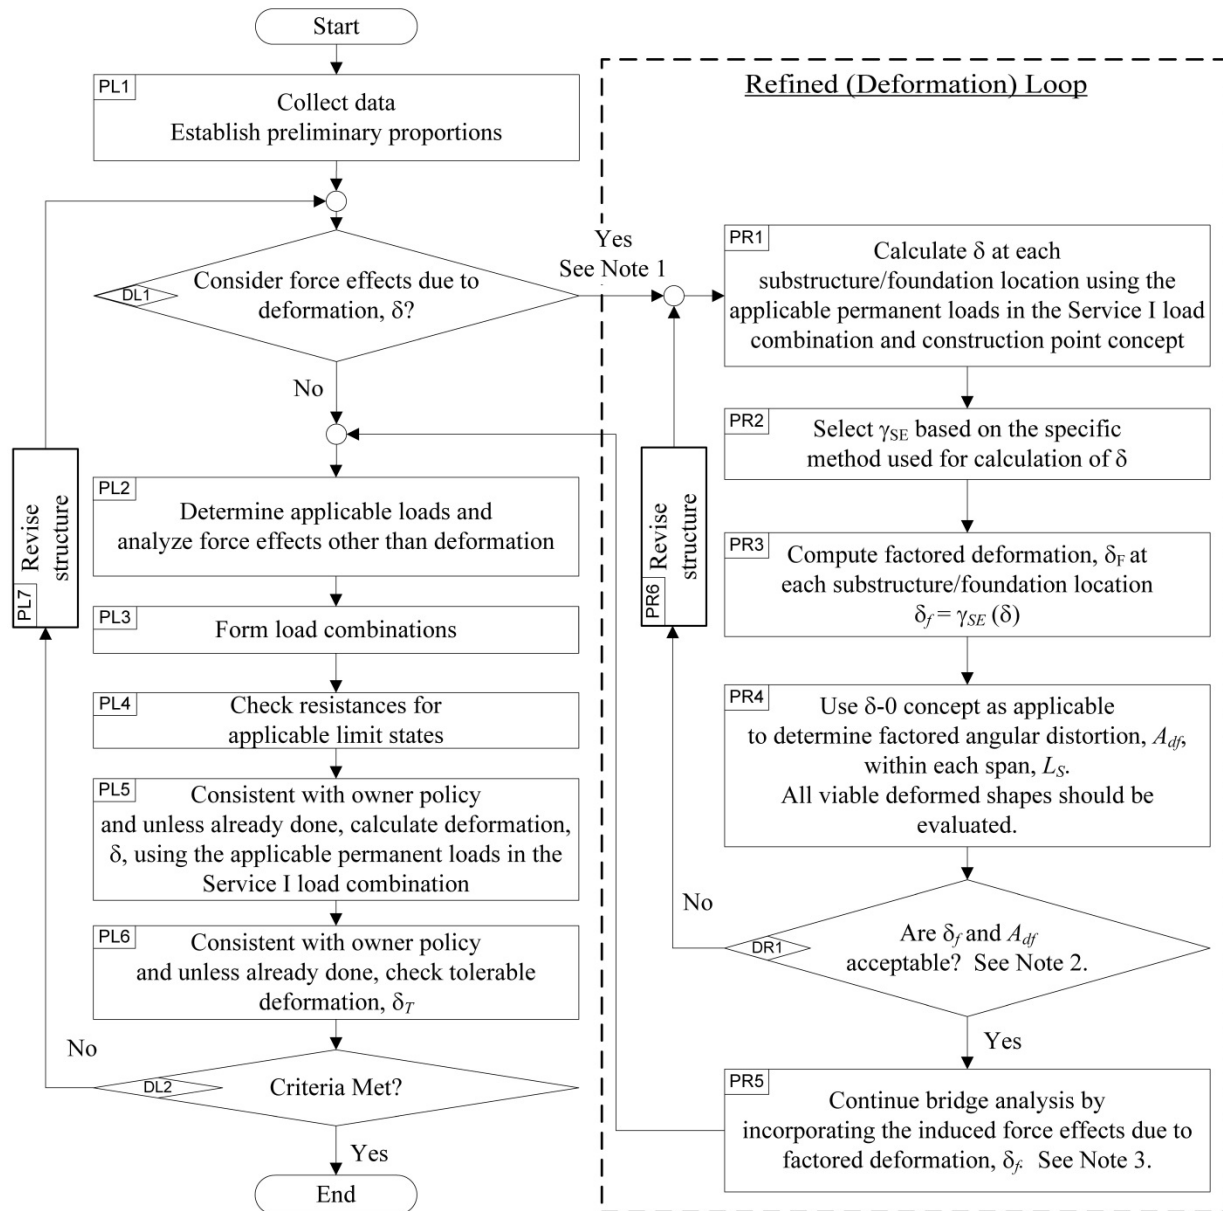 Start
PL1
Collect data
Establish preliminary proportions
DL1
Consider force effects due to
deformation, δ?
Yes
See Note 1
No
PL2
Determine applicable loads and
analyze force effects other than deformation
PL3
Form load combinations
PL4
Check resistances for
applicable limit states
PL5
Consistent with owner policy
and unless already done, calculate deformation,
δ, using the applicable permanent loads in the
Service I load combination
PL6
Consistent with owner policy
and unless already done, check tolerable
deformation, δT
DL2
Criteria Met?
No
Yes
End
PL7
Revise
structure
Refined (Deformation) Loop
PR1
Calculate δ at each
substructure/foundation location using the
applicable permanent loads in the Service I load
combination and construction point concept
PR2
Select γSE based on the specific
method used for calculation of δ
PR3
Compute factored deformation, δF at
each substructure/foundation location
δf = γSE (δ)
PR4
Use δ-0 concept as applicable
to determine factored angular distortion, Adf,
within each span, LS.
All viable deformed shapes should be
evaluated.
DR1
Are δf and Adf
acceptable? See Note 2.
No
Yes
PR5
Continue bridge analysis by
incorporating the induced force effects due to
factored deformation, δf. See Note 3.
PR6
Revise
structure